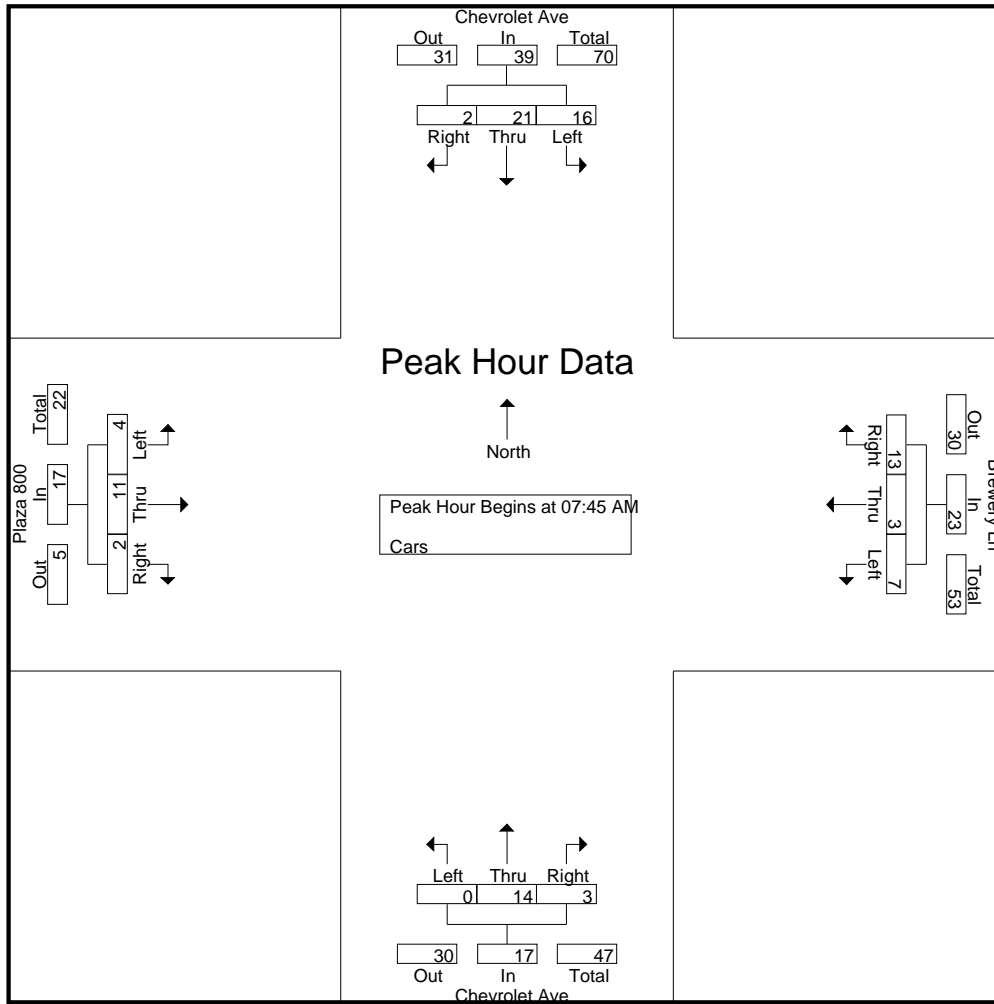 Chevrolet Ave
Out In Total
31 39 70
2 21 16
Right Thru Left
Peak Hour Data
North
Peak Hour Begins at 07:45 AM
Cars
Plaza 800
Out In Total
5 17 22
2 11 4
Right Thru Left
Brewery
Out In Total
30 23 53
13 3 7
Right Thru Left
Left Thru Right
0 14 3
30 17 47
Out In Total
Chevrolet Ave